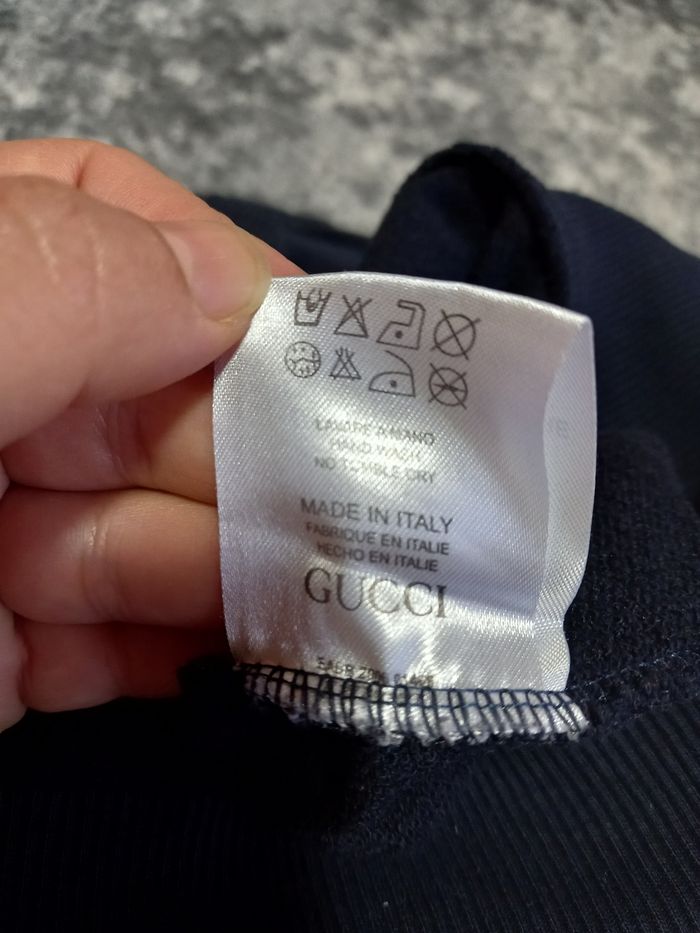 LAVARE A MANO
HAND WASH
NO TUMBLE DRY
MADE IN ITALY
FABRIQUE EN ITALIE
HECHO EN ITALIE
GUCCI